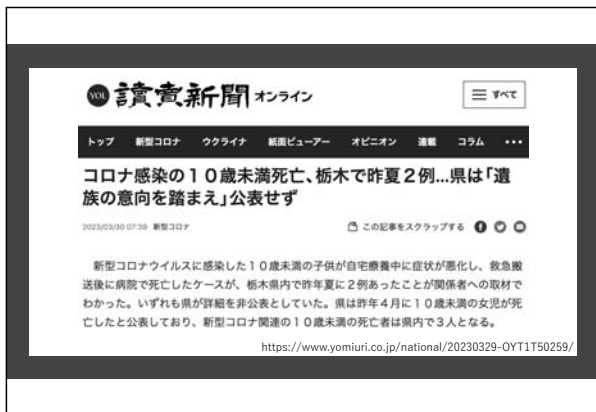 YOL 讀賣新聞オンライン
すべて
トップ 新型コロナ ウクライナ 紙面ビューアー オピニオン 連載 コラム •••
コロナ感染の１０歳未満死亡、栃木で昨夏２例…県は「遺
族の意向を踏まえ」公表せず
2023/03/30 07:39 新型コロナ
この記事をスクラップする
新型コロナウイルスに感染した１０歳未満の子供が自宅療養中に症状が悪化し、救急搬
送後に病院で死亡したケースが、栃木県内で昨年夏に２例あったことが関係者への取材で
わかった。いずれも県が詳細を非公表としていた。県は昨年４月に１０歳未満の女児が死
亡したと公表しており、新型コロナ関連の１０歳未満の死亡者は県内で３人となる。
https://www.yomiuri.co.jp/national/20230329-OYT1T50259/